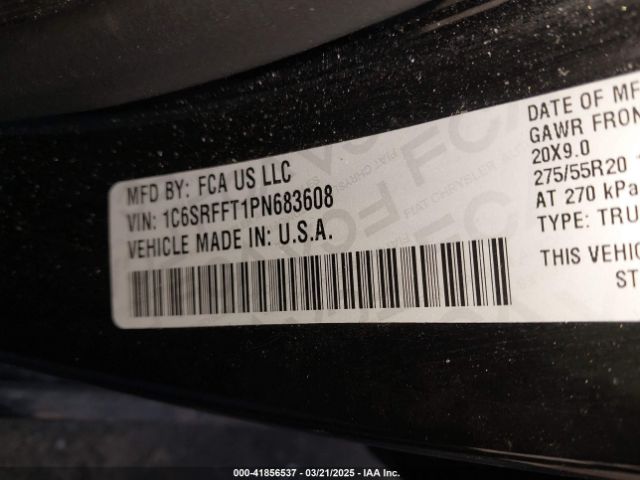 MFD BY: FCA US LLC
VIN: 1C6SRFFT1PN683608
VEHICLE MADE IN: U.S.A.
DATE OF MF
GAWR FRON
20X9.0
275/55R20
AT 270 kPa
TYPE: TRU
THIS VEHIC
ST
000-41856537 — 03/21/2025 — IAA Inc.